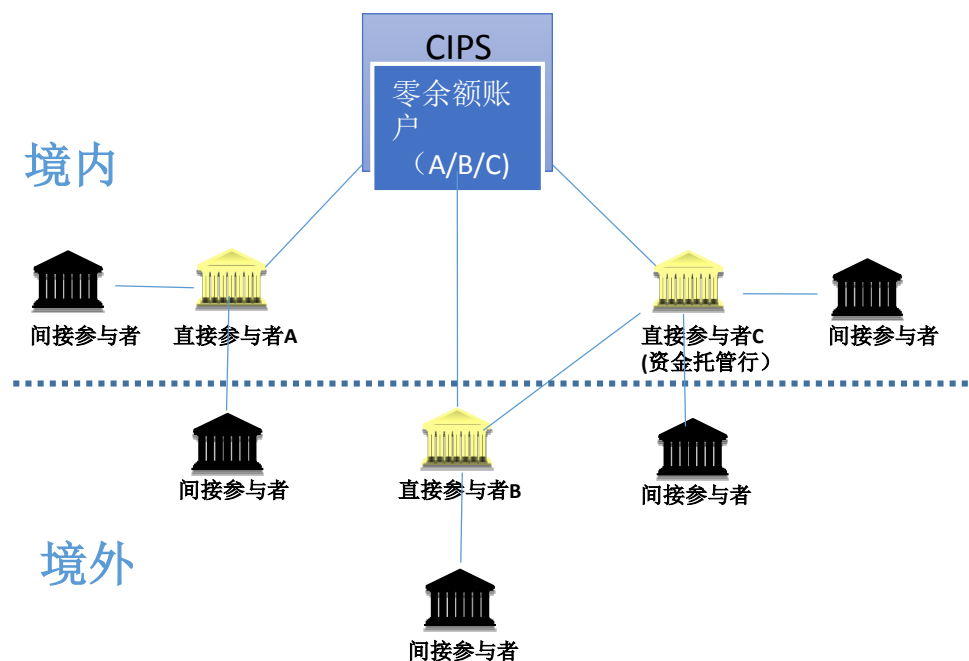 CIPS
零余额账
户
（A/B/C)
境内
间接参与者
直接参与者A
直接参与者C
(资金托管行）
间接参与者
间接参与者
直接参与者B
间接参与者
境外
间接参与者